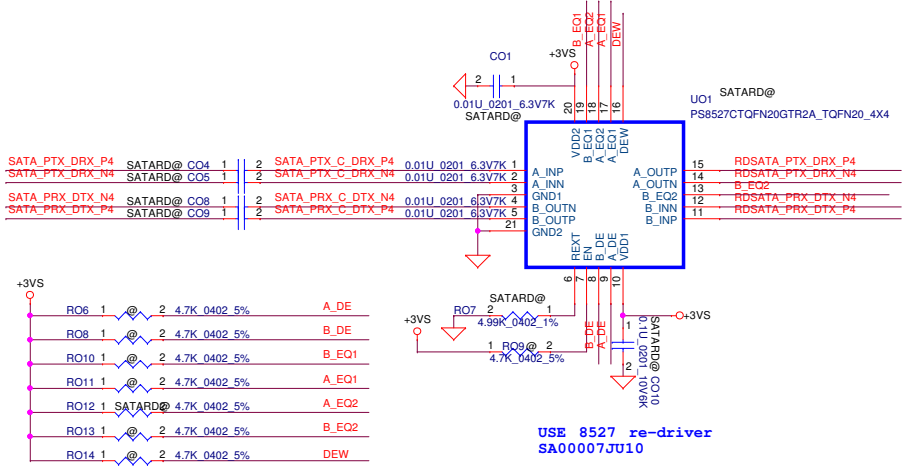 B_EQ1
A_EQ2
A_EQ1
DEW
+3VS
CO1
2 1
0.01U_0201_6.3V7K
SATARD@
20
19
18
17
16
VDD2
B_EQ1
A_EQ2
A_EQ1
DEW
UO1 SATARD@
PS8527CTQFN20GTR2A_TQFN20_4X4
SATA_PTX_DRX_P4 SATARD@ CO4 1 2 SATA_PTX_C_DRX_P4 0.01U_0201_6.3V7K 1 A_INP A_OUTP 15 RDSATA_PTX_DRX_P4
SATA_PTX_DRX_N4 SATARD@ CO5 1 2 SATA_PTX_C_DRX_N4 0.01U_0201_6.3V7K 2 A_INN A_OUTN 14 RDSATA_PTX_DRX_N4
3 GND1 B_EQ2 13 B_EQ2
SATA_PRX_DTX_N4 SATARD@ CO8 1 2 SATA_PRX_C_DTX_N4 0.01U_0201_6.3V7K 4 B_OUTN B_INN 12 RDSATA_PRX_DTX_N4
SATA_PRX_DTX_P4 SATARD@ CO9 1 2 SATA_PRX_C_DTX_P4 0.01U_0201_6.3V7K 5 B_OUTP B_INP 11 RDSATA_PRX_DTX_P4
21 GND2
REXT
EN
B_DE
A_DE
VDD1
6
7
8
9
10
SATARD@
RO7 2 1
4.99K_0402_1%
+3VS
1 RO9@ 2
4.7K_0402_5%
B_DE
A_DE
+3VS
1
2
SATARD@ CO10
0.1U_0201_10V6K
+3VS
RO6 1 @ 2 4.7K_0402_5% A_DE
RO8 1 @ 2 4.7K_0402_5% B_DE
RO10 1 @ 2 4.7K_0402_5% B_EQ1
RO11 1 @ 2 4.7K_0402_5% A_EQ1
RO12 1 SATARD@ 2 4.7K_0402_5% A_EQ2
RO13 1 @ 2 4.7K_0402_5% B_EQ2
RO14 1 @ 2 4.7K_0402_5% DEW
USE 8527 re-driver
SA00007JU10